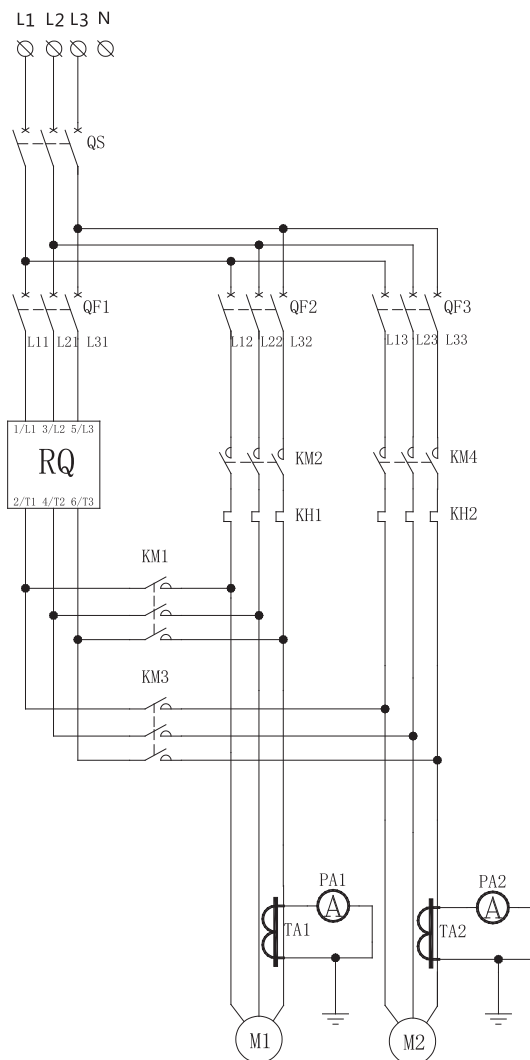 L1 L2 L3 N
QS
QF1 QF2 QF3
L11 L21 L31 L12 L22 L32 L13 L23 L33
1/L1 3/L2 5/L3
RQ
2/T1 4/T2 6/T3
KM2 KM4
KH1 KH2
KM1
KM3
PA1 PA2
A A
TA1 TA2
M1 M2